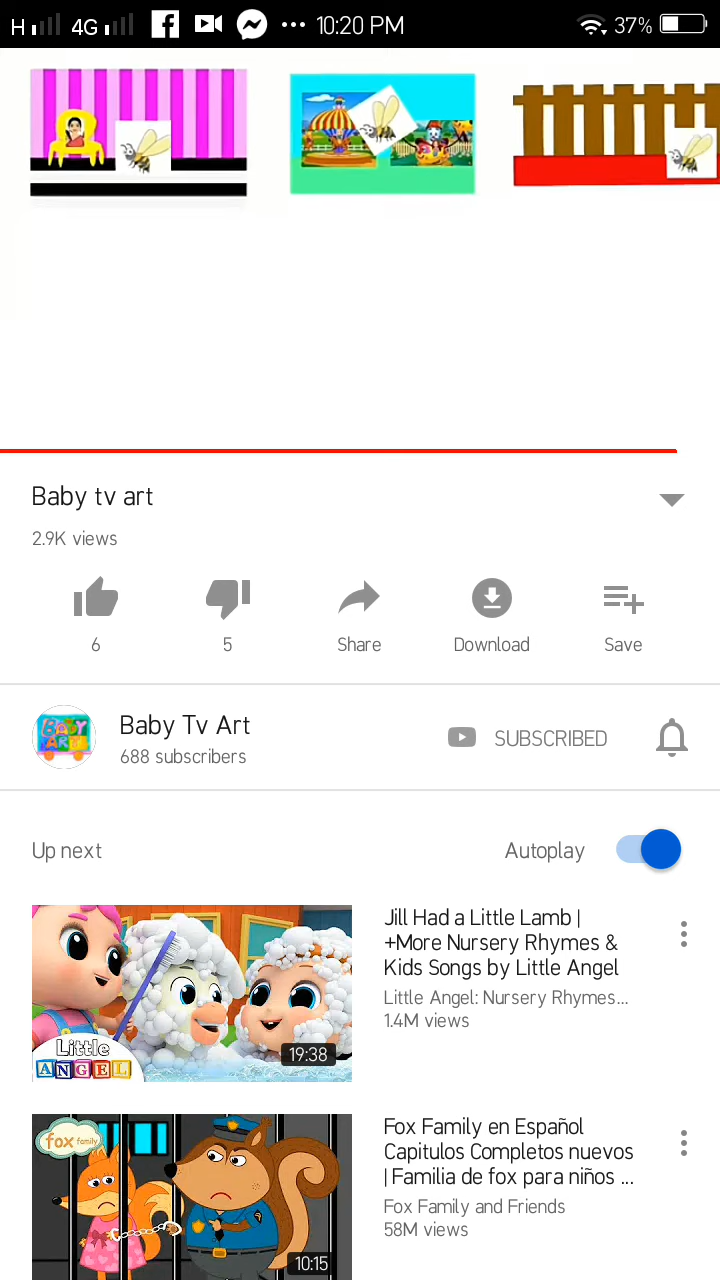 H 4G 10:20 PM 37%
Baby tv art
2.9K views
6 5 Share Download Save
BABY
ART
Baby Tv Art
688 subscribers
SUBSCRIBED
Up next
Autoplay
Little
ANGEL
19:38
Jill Had a Little Lamb |
+More Nursery Rhymes &
Kids Songs by Little Angel
Little Angel: Nursery Rhymes...
1.4M views
fox family
10:15
Fox Family en Español
Capitulos Completos nuevos
| Familia de fox para niños ...
Fox Family and Friends
58M views